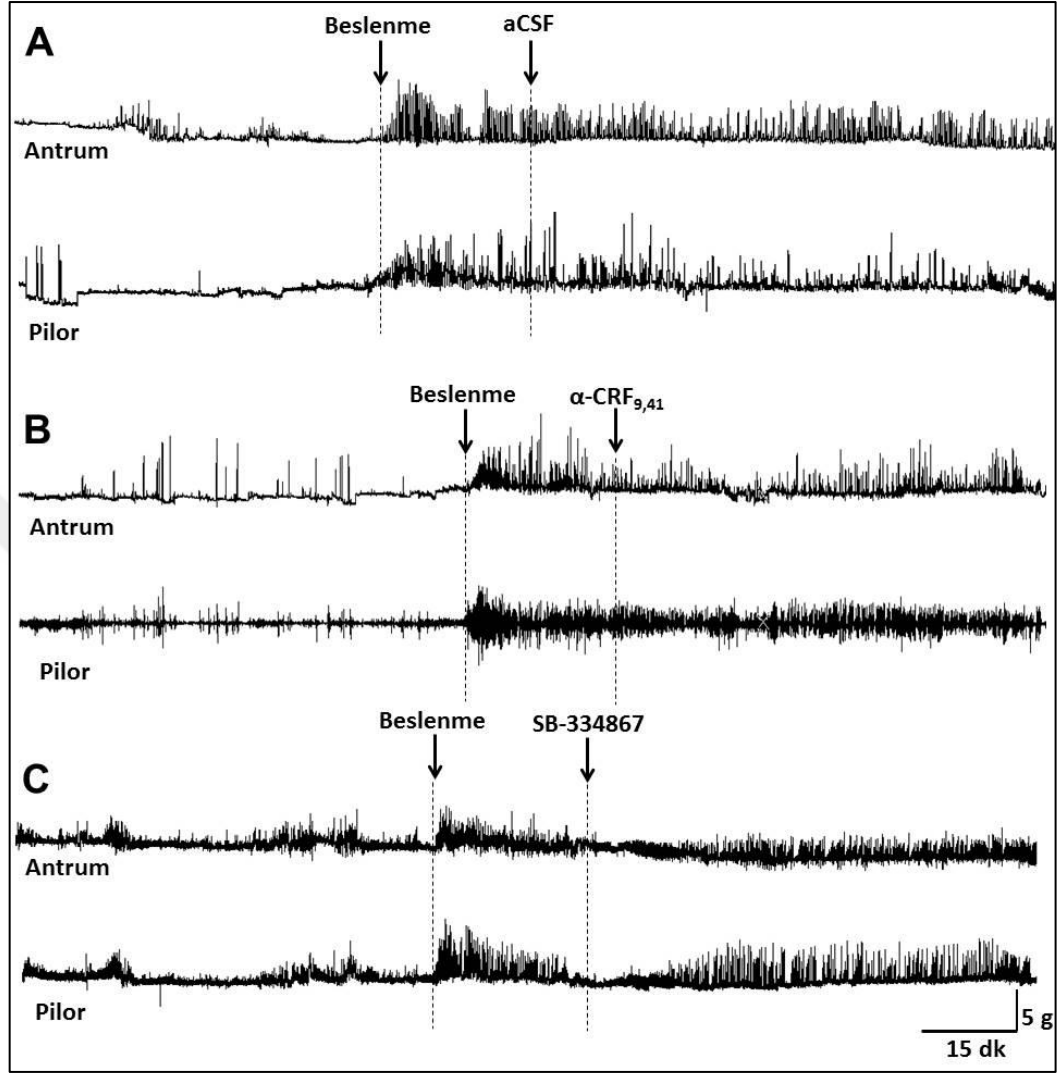 A
Beslenme aCSF
Antrum
Pilor
B
Beslenme α-CRF9,41
Antrum
Pilor
C
Beslenme SB-334867
Antrum
Pilor
5 g
15 dk